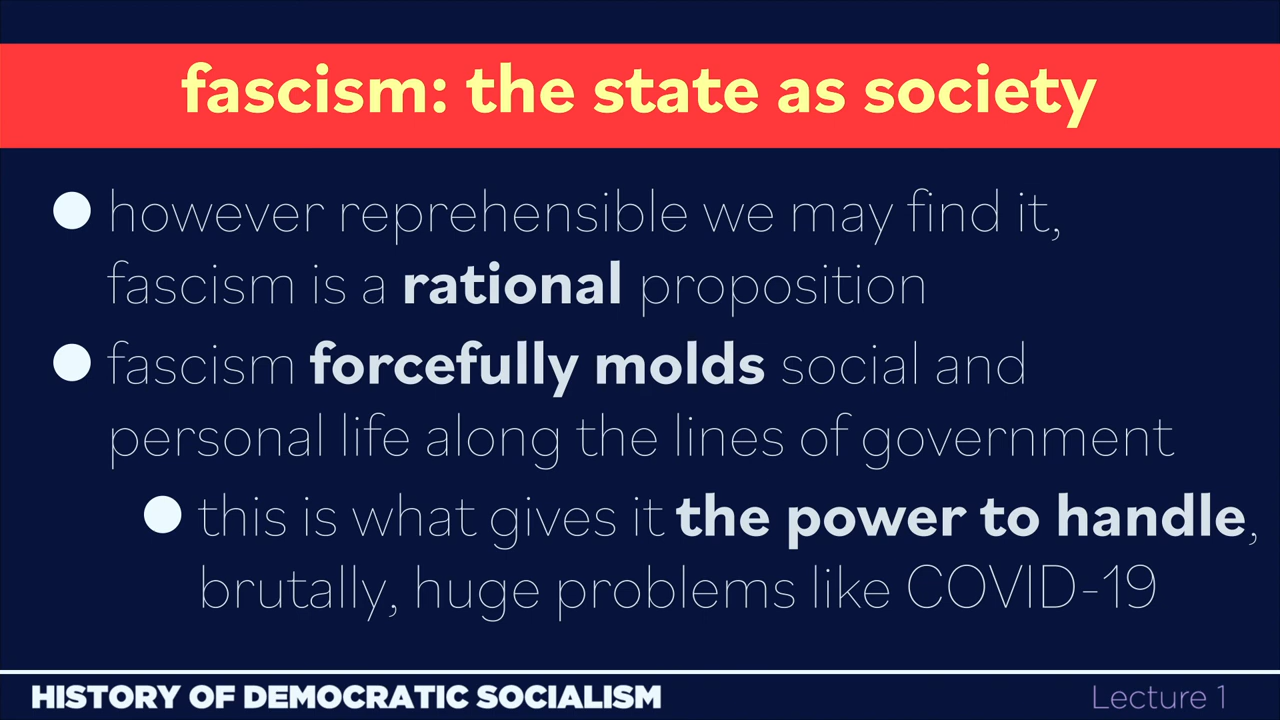 fascism: the state as society
however reprehensible we may find it,
fascism is a rational proposition
fascism forcefully molds social and
personal life along the lines of government
this is what gives it the power to handle,
brutally, huge problems like COVID-19
HISTORY OF DEMOCRATIC SOCIALISM
Lecture 1